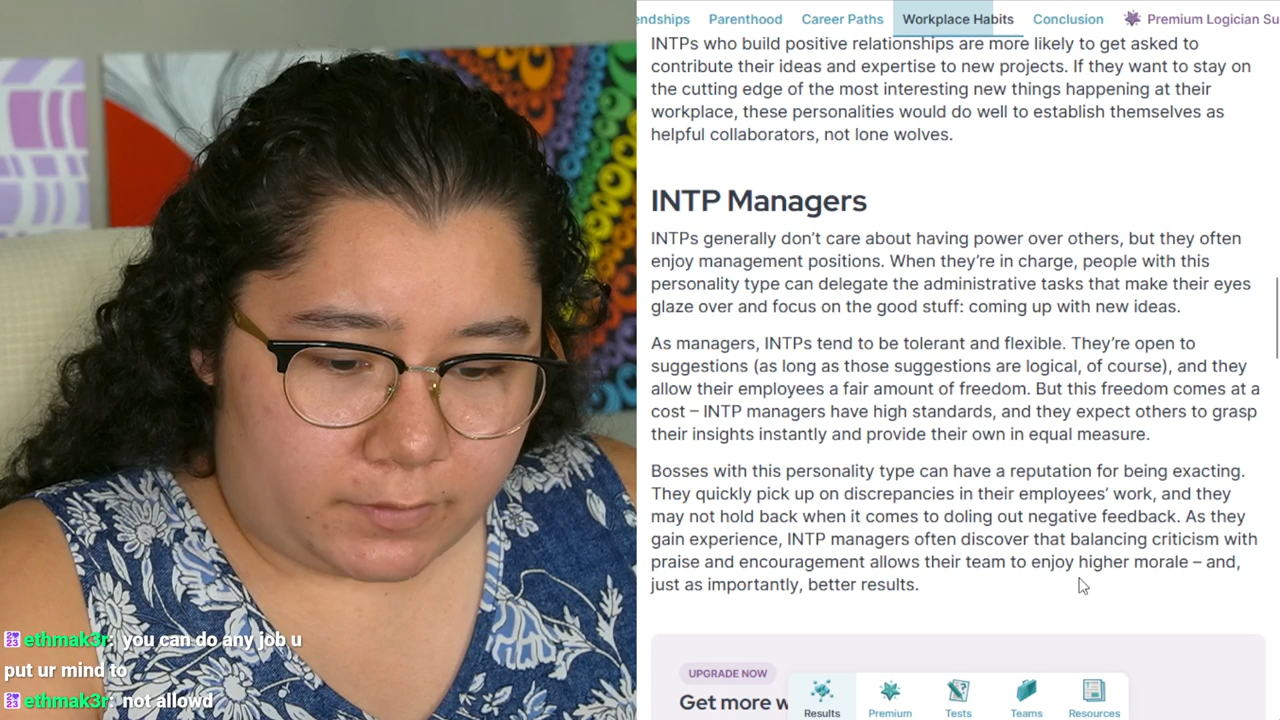 endships Parenthood Career Paths Workplace Habits Conclusion Premium Logician Su
INTPs who build positive relationships are more likely to get asked to
contribute their ideas and expertise to new projects. If they want to stay on
the cutting edge of the most interesting new things happening at their
workplace, these personalities would do well to establish themselves as
helpful collaborators, not lone wolves.
INTP Managers
INTPs generally don't care about having power over others, but they often
enjoy management positions. When they're in charge, people with this
personality type can delegate the administrative tasks that make their eyes
glaze over and focus on the good stuff: coming up with new ideas.
As managers, INTPs tend to be tolerant and flexible. They're open to
suggestions (as long as those suggestions are logical, of course), and they
allow their employees a fair amount of freedom. But this freedom comes at a
cost – INTP managers have high standards, and they expect others to grasp
their insights instantly and provide their own in equal measure.
Bosses with this personality type can have a reputation for being exacting.
They quickly pick up on discrepancies in their employees' work, and they
may not hold back when it comes to doling out negative feedback. As they
gain experience, INTP managers often discover that balancing criticism with
praise and encouragement allows their team to enjoy higher morale – and,
just as importantly, better results.
UPGRADE NOW
Get more w
Results Premium Tests Teams Resources
ethmak3r: you can do any job u
put ur mind to
ethmak3r: not allowd